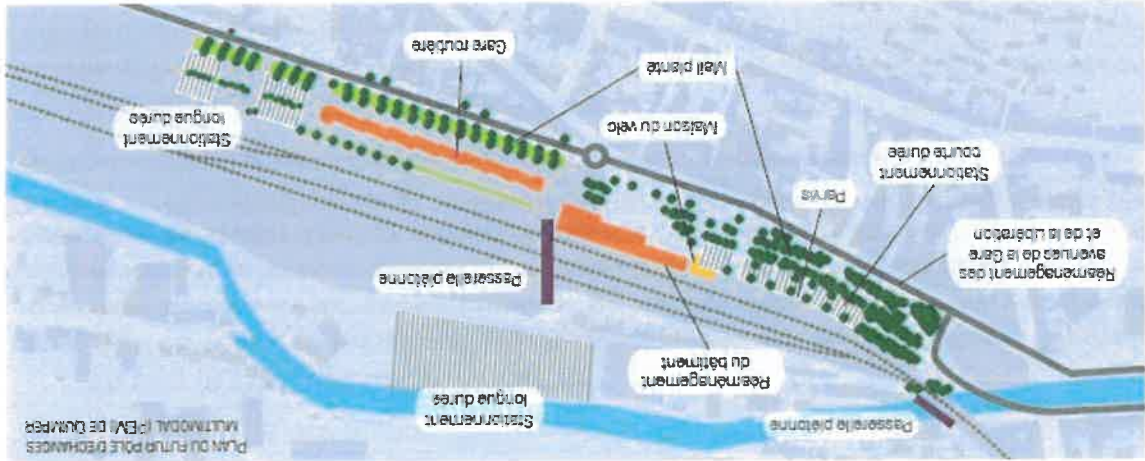 PLAN DU FUTUR PÔLE D'ÉCHANGES
MULTIMODAL (PEM) DE QUIMPER
Passerelle piétonne
Stationnement
longue durée
Réaménagement
du bâtiment
Réaménagement des
avenues de la Gare
et de la Libération
Passerelle piétonne
Parvis
Stationnement
courte durée
Maison du vélo
Stationnement
longue durée
Mail planté
Gare routière